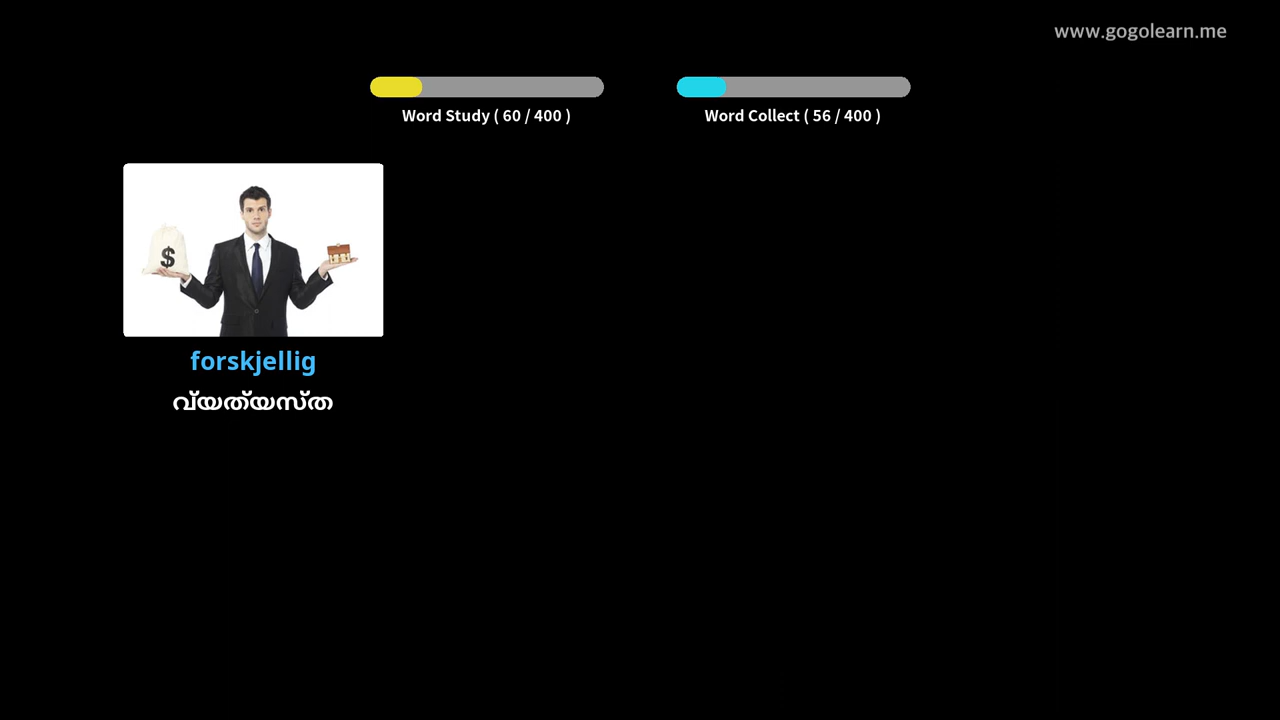 www.gogolearn.me
Word Study ( 60 / 400 )
Word Collect ( 56 / 400 )
$
forskjellig
വ്യത്യസ്ത